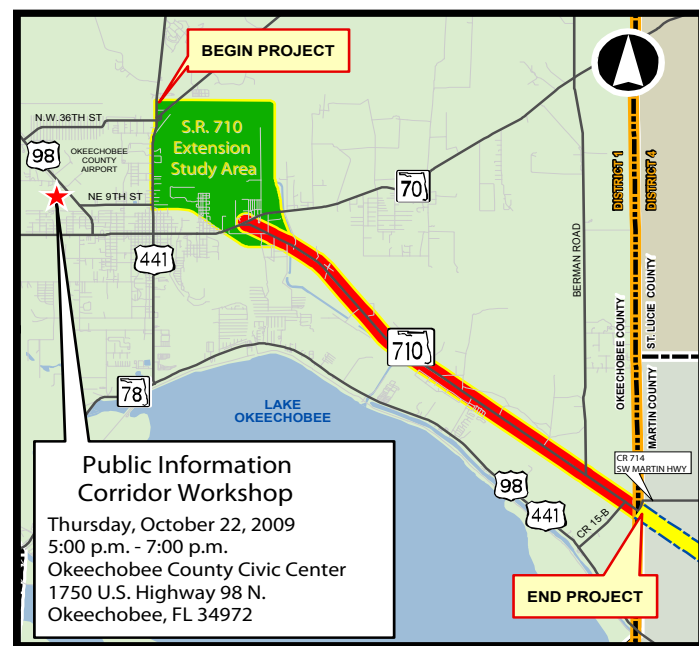 BEGIN PROJECT
N.W. 36TH ST
S.R. 710
Extension
Study Area
98
OKEECHOBEE
COUNTY
AIRPORT
NE 9TH ST
70
441
DISTRICT 1
DISTRICT 4
BERMAN ROAD
OKEECHOBEE COUNTY
ST. LUCIE COUNTY
MARTIN COUNTY
710
78
LAKE
OKEECHOBEE
CR 714
SW MARTIN HWY
98
441
CR 15-B
END PROJECT
Public Information
Corridor Workshop
Thursday, October 22, 2009
5:00 p.m. - 7:00 p.m.
Okeechobee County Civic Center
1750 U.S. Highway 98 N.
Okeechobee, FL 34972